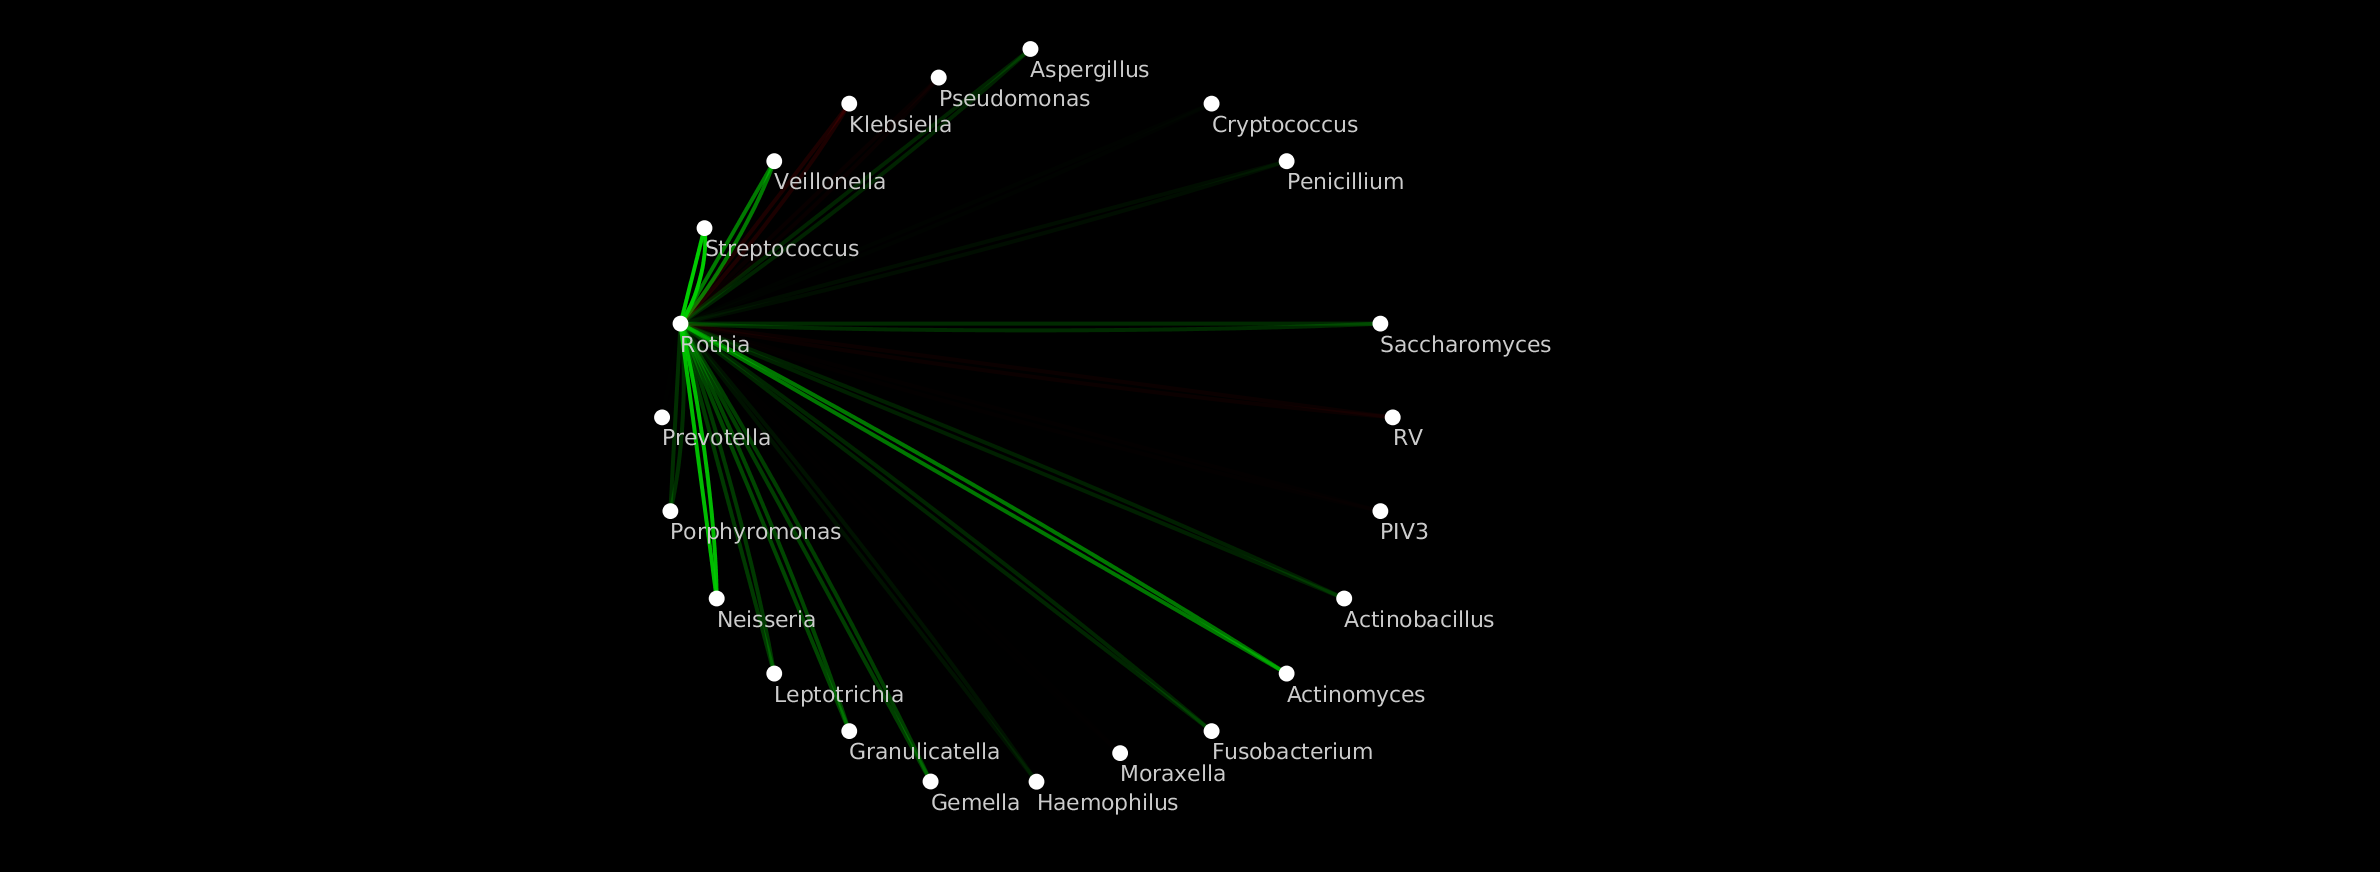 Aspergillus
Pseudomonas
Klebsiella
Cryptococcus
Veillonella
Penicillium
Streptococcus
Rothia
Saccharomyces
Prevotella
RV
Porphyromonas
PIV3
Neisseria
Actinobacillus
Leptotrichia
Actinomyces
Granulicatella
Fusobacterium
Moraxella
Gemella
Haemophilus